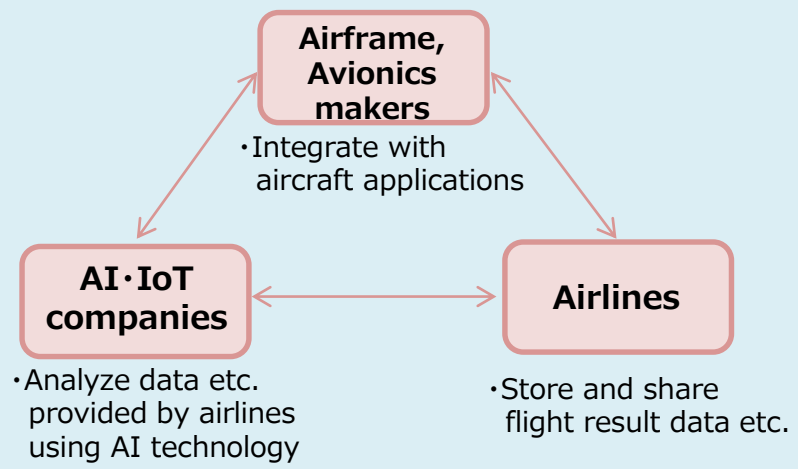 Airframe,
Avionics
makers
・Integrate with
aircraft applications
AI・IoT
companies
・Analyze data etc.
provided by airlines
using AI technology
Airlines
・Store and share
flight result data etc.